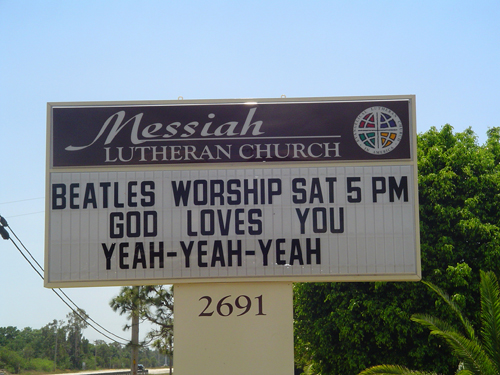 Messiah
LUTHERAN CHURCH
BEATLES WORSHIP SAT 5 PM
GOD LOVES YOU
YEAH-YEAH-YEAH
2691